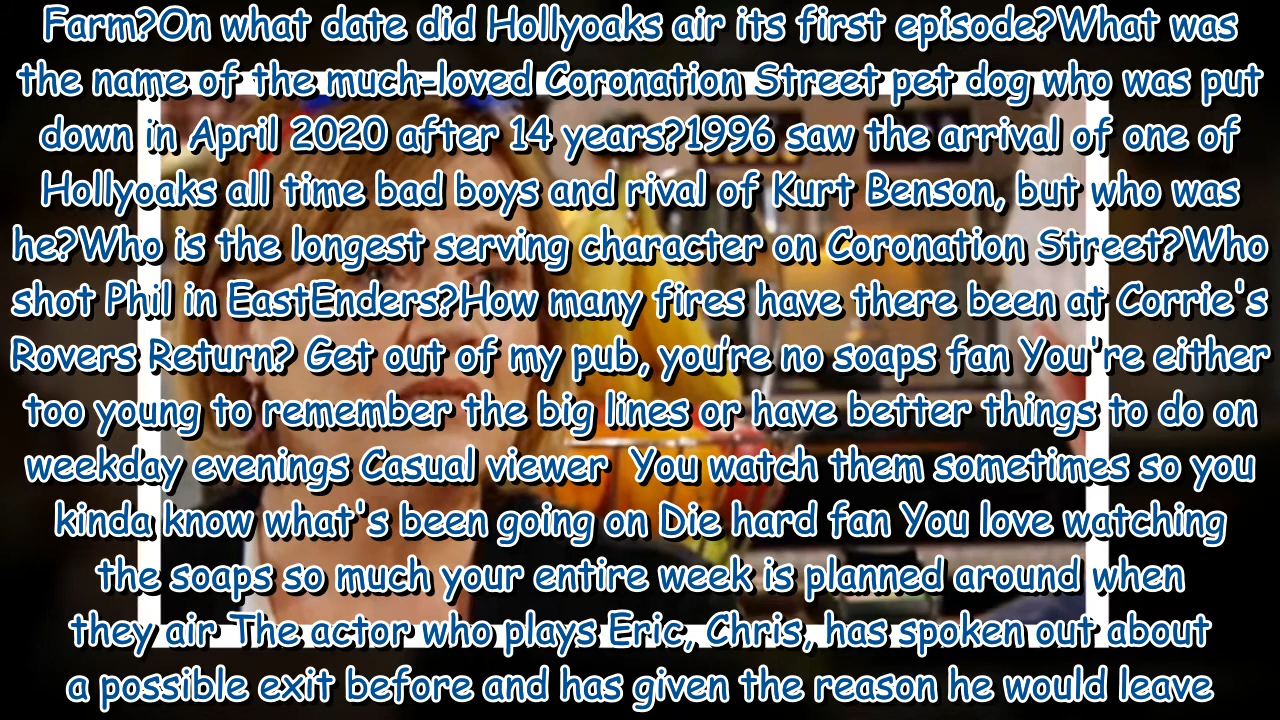 Farm?On what date did Hollyoaks air its first episode?What was
the name of the much-loved Coronation Street pet dog who was put
down in April 2020 after 14 years?1996 saw the arrival of one of
Hollyoaks all time bad boys and rival of Kurt Benson, but who was
he?Who is the longest serving character on Coronation Street?Who
shot Phil in EastEnders?How many fires have there been at Corrie's
Rovers Return? Get out of my pub, you’re no soaps fan You're either
too young to remember the big lines or have better things to do on
weekday evenings Casual viewer  You watch them sometimes so you
kinda know what's been going on Die hard fan You love watching
the soaps so much your entire week is planned around when
they air The actor who plays Eric, Chris, has spoken out about
a possible exit before and has given the reason he would leave